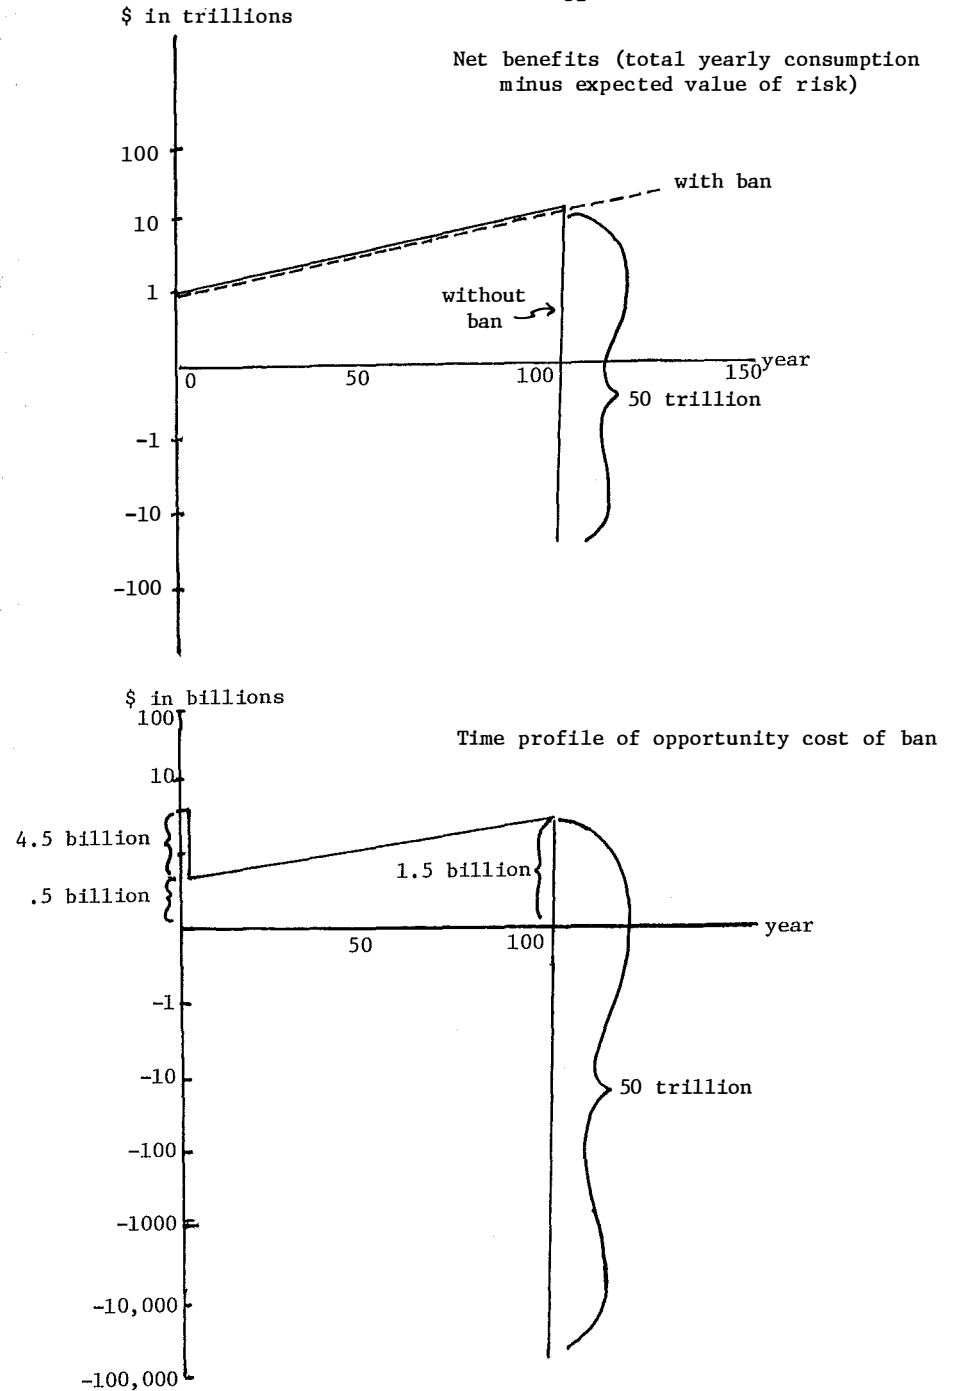 $ in trillions
Net benefits (total yearly consumption
minus expected value of risk)
100
with ban
10
1
without
ban
year
0
50
100
150
50 trillion
-1
-10
-100
$ in billions
100
Time profile of opportunity cost of ban
10
4.5 billion
1.5 billion
.5 billion
year
50
100
-1
-10
50 trillion
-100
-1000
-10,000
-100,000